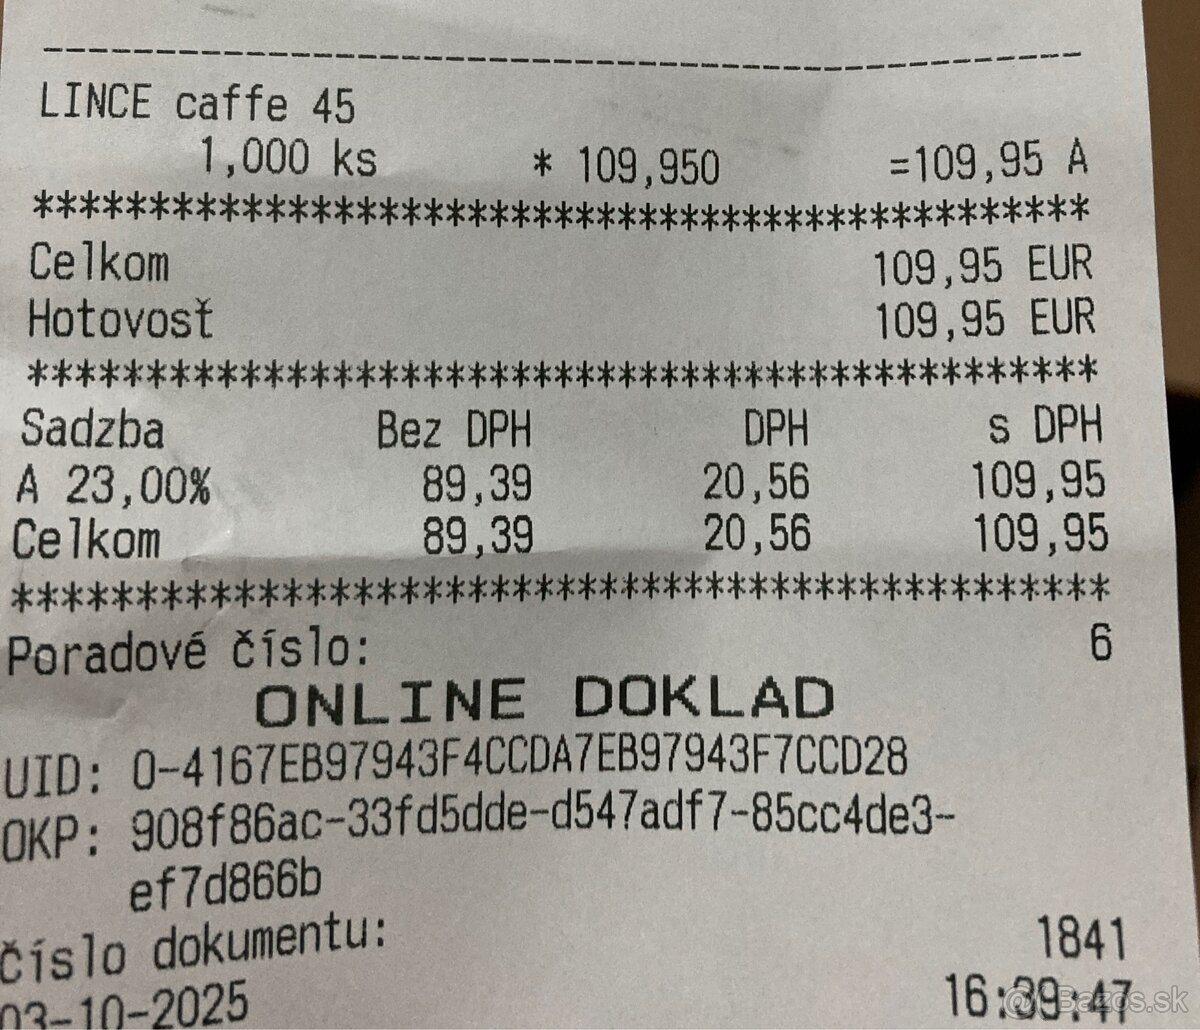 LINCE caffe 45
1,000 ks * 109,950 =109,95 A
***********************************************
Celkom 109,95 EUR
Hotovosť 109,95 EUR
***********************************************
Sadzba Bez DPH DPH s DPH
A 23,00% 89,39 20,56 109,95
Celkom 89,39 20,56 109,95
***********************************************
Poradové číslo: 6
ONLINE DOKLAD
UID: O-4167EB97943F4CCDA7EB97943F7CCD28
OKP: 908f86ac-33fd5dde-d547adf7-85cc4de3-
ef7d866b
číslo dokumentu: 1841
03-10-2025 16:39:47
Bazos.sk